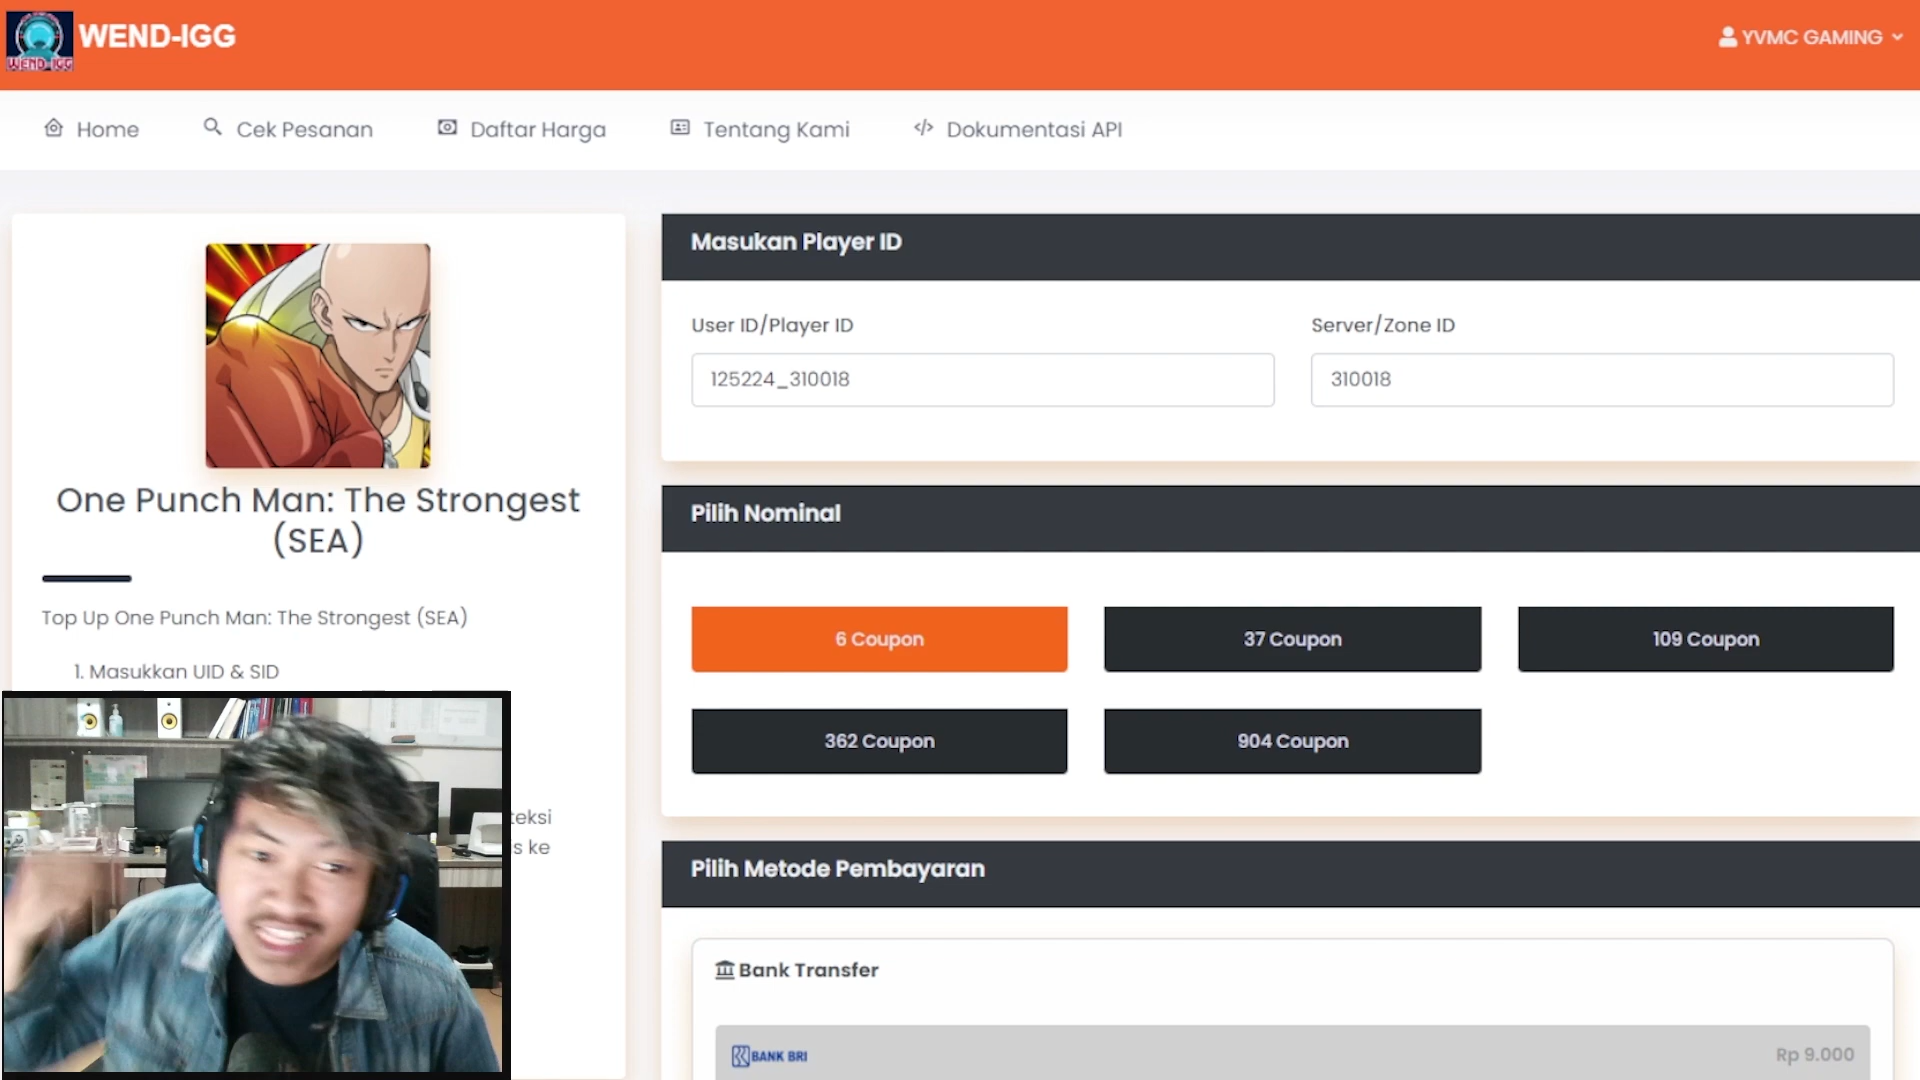 WEND-IGG
WEND-IGG
YVMC GAMING
Home
Cek Pesanan
Daftar Harga
Tentang Kami
Dokumentasi API
One Punch Man: The Strongest
(SEA)
Top Up One Punch Man: The Strongest (SEA)
1. Masukkan UID & SID
teksi
s ke
Masukan Player ID
User ID/Player ID
Server/Zone ID
125224_310018
310018
Pilih Nominal
6 Coupon
37 Coupon
109 Coupon
362 Coupon
904 Coupon
Pilih Metode Pembayaran
Bank Transfer
BANK BRI
Rp 9.000